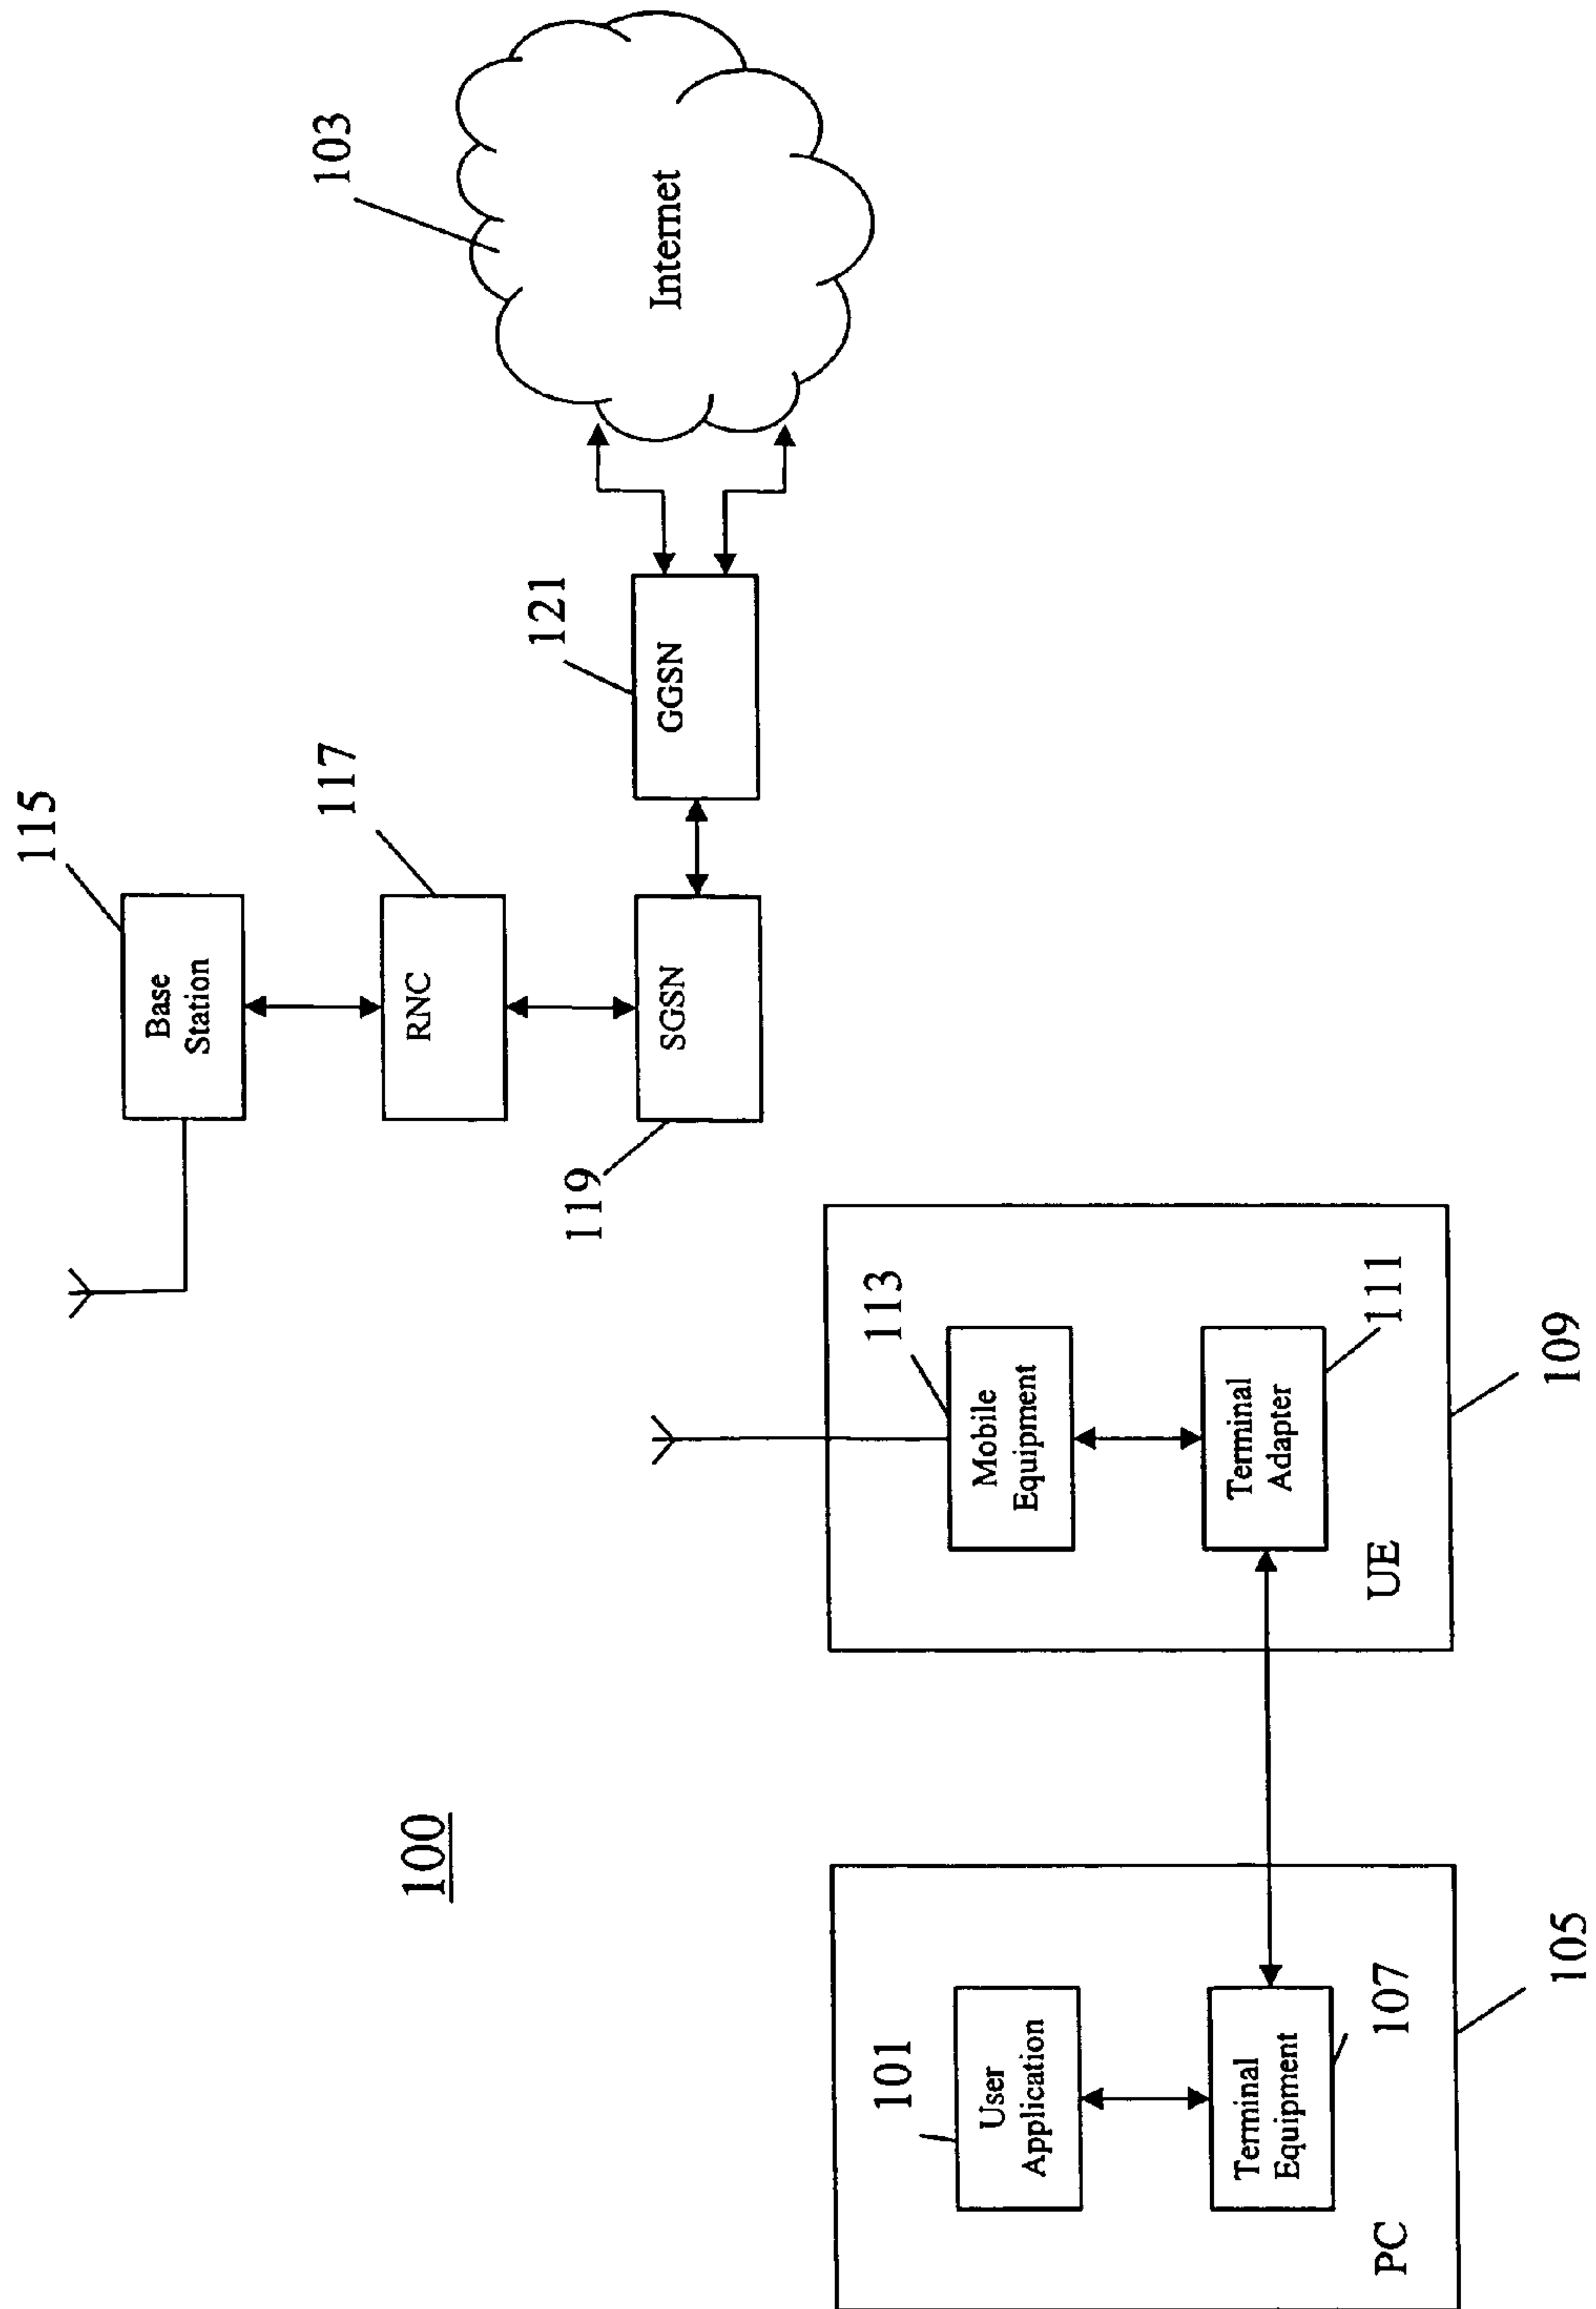 100
115
Base
Station
117
RNC
103
119
SGSN
121
GGSN
Internet
101
User
Application
113
Mobile
Equipment
Terminal
Equipment
107
Terminal
Adapter
111
PC
UE
105
109